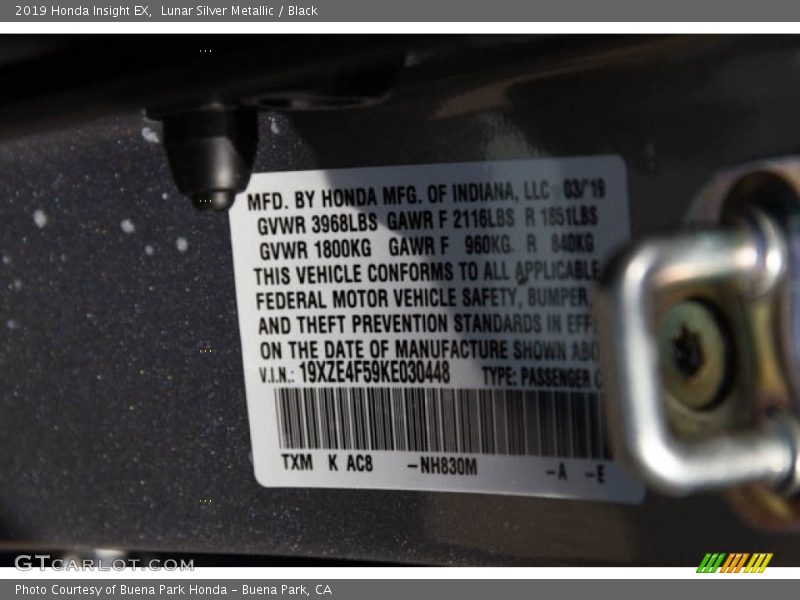 2019 Honda Insight EX, Lunar Silver Metallic / Black
MFD. BY HONDA MFG. OF INDIANA, LLC 03/19
GVWR 3968LBS GAWR F 2116LBS R 1851LBS
GVWR 1800KG GAWR F 960KG R 840KG
THIS VEHICLE CONFORMS TO ALL APPLICABLE
FEDERAL MOTOR VEHICLE SAFETY, BUMPER,
AND THEFT PREVENTION STANDARDS IN EFF
ON THE DATE OF MANUFACTURE SHOWN ABO
V.I.N.: 19XZE4F59KE030448 TYPE: PASSENGER C
TXM K AC8 -NH830M -A -E
GTCARLOT.COM
Photo Courtesy of Buena Park Honda - Buena Park, CA